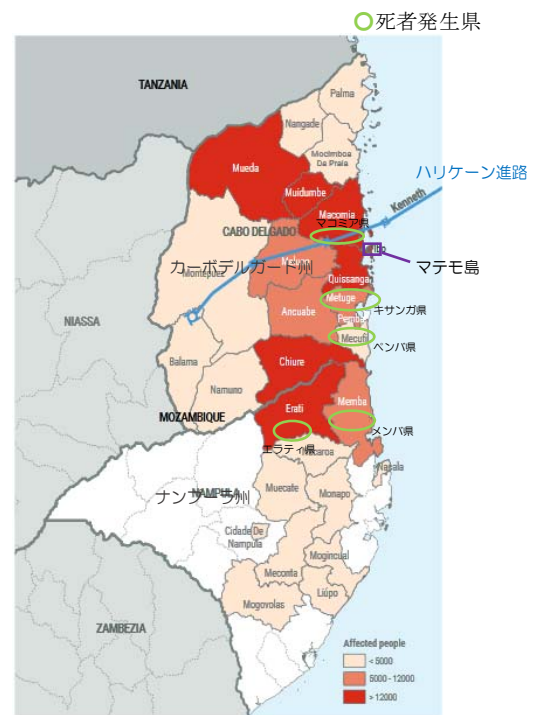 死者発生県
TANZANIA
Palma
Nangade
Mocimboa
Da Praia
Mueda
ハリケーン進路
Muidumbe
Kenneth
Macomia
マコミア県
CABO DELGADO
カーボデルガード州
マテモ島
Montepuez
Quissanga
Metuge
キサンガ県
NIASSA
Ancuabe
Pemba
Mecufi
ペンバ県
Balama
Chiure
Namuno
Memba
Erati
MOZAMBIQUE
メンバ県
エラティ県
Nacala
ナンプーラ州
NAMPULA
Muecate
Monapo
Cidade De
Nampula
Mogincual
Meconta
Liúpo
Mogovolas
ZAMBEZIA
Affected people
< 5000
5000 - 12000
> 12000